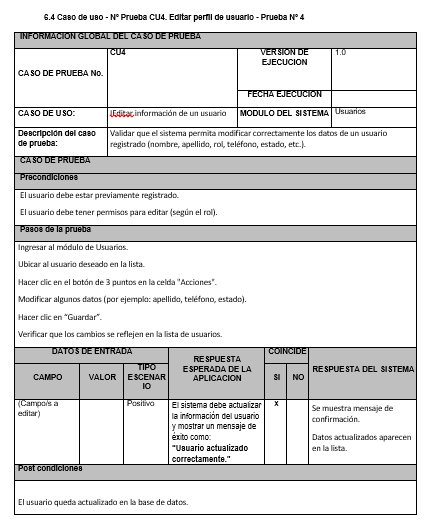 6.4 Caso de uso - Nº Prueba CU4. Editar perfil de usuario - Prueba Nº 4
INFORMACION GLOBAL DEL CASO DE PRUEBA
CASO DE PRUEBA No.
CU4
VERSION DE
EJECUCION
1.0
FECHA EJECUCION
CASO DE USO:
(Editar información de un usuario
MODULO DEL SISTEMA
Usuarios
Descripción del caso
de prueba:
Validar que el sistema permita modificar correctamente los datos de un usuario
registrado (nombre, apellido, rol, teléfono, estado, etc.).
CASO DE PRUEBA
Precondiciones
El usuario debe estar previamente registrado.
El usuario debe tener permisos para editar (según el rol).
Pasos de la prueba
Ingresar al módulo de Usuarios.
Ubicar al usuario deseado en la lista.
Hacer clic en el botón de 3 puntos en la celda "Acciones".
Modificar algunos datos (por ejemplo: apellido, teléfono, estado).
Hacer clic en “Guardar”.
Verificar que los cambios se reflejen en la lista de usuarios.
DATOS DE ENTRADA
RESPUESTA
ESPERADA DE LA
APLICACION
COINCIDE
RESPUESTA DEL SISTEMA
CAMPO
VALOR
TIPO
ESCENAR
IO
SI
NO
(Campo/s a
editar)
Positivo
El sistema debe actualizar
la información del usuario
y mostrar un mensaje de
éxito como:
"Usuario actualizado
correctamente."
x
Se muestra mensaje de
confirmación.
Datos actualizados aparecen
en la lista.
Post condiciones
El usuario queda actualizado en la base de datos.